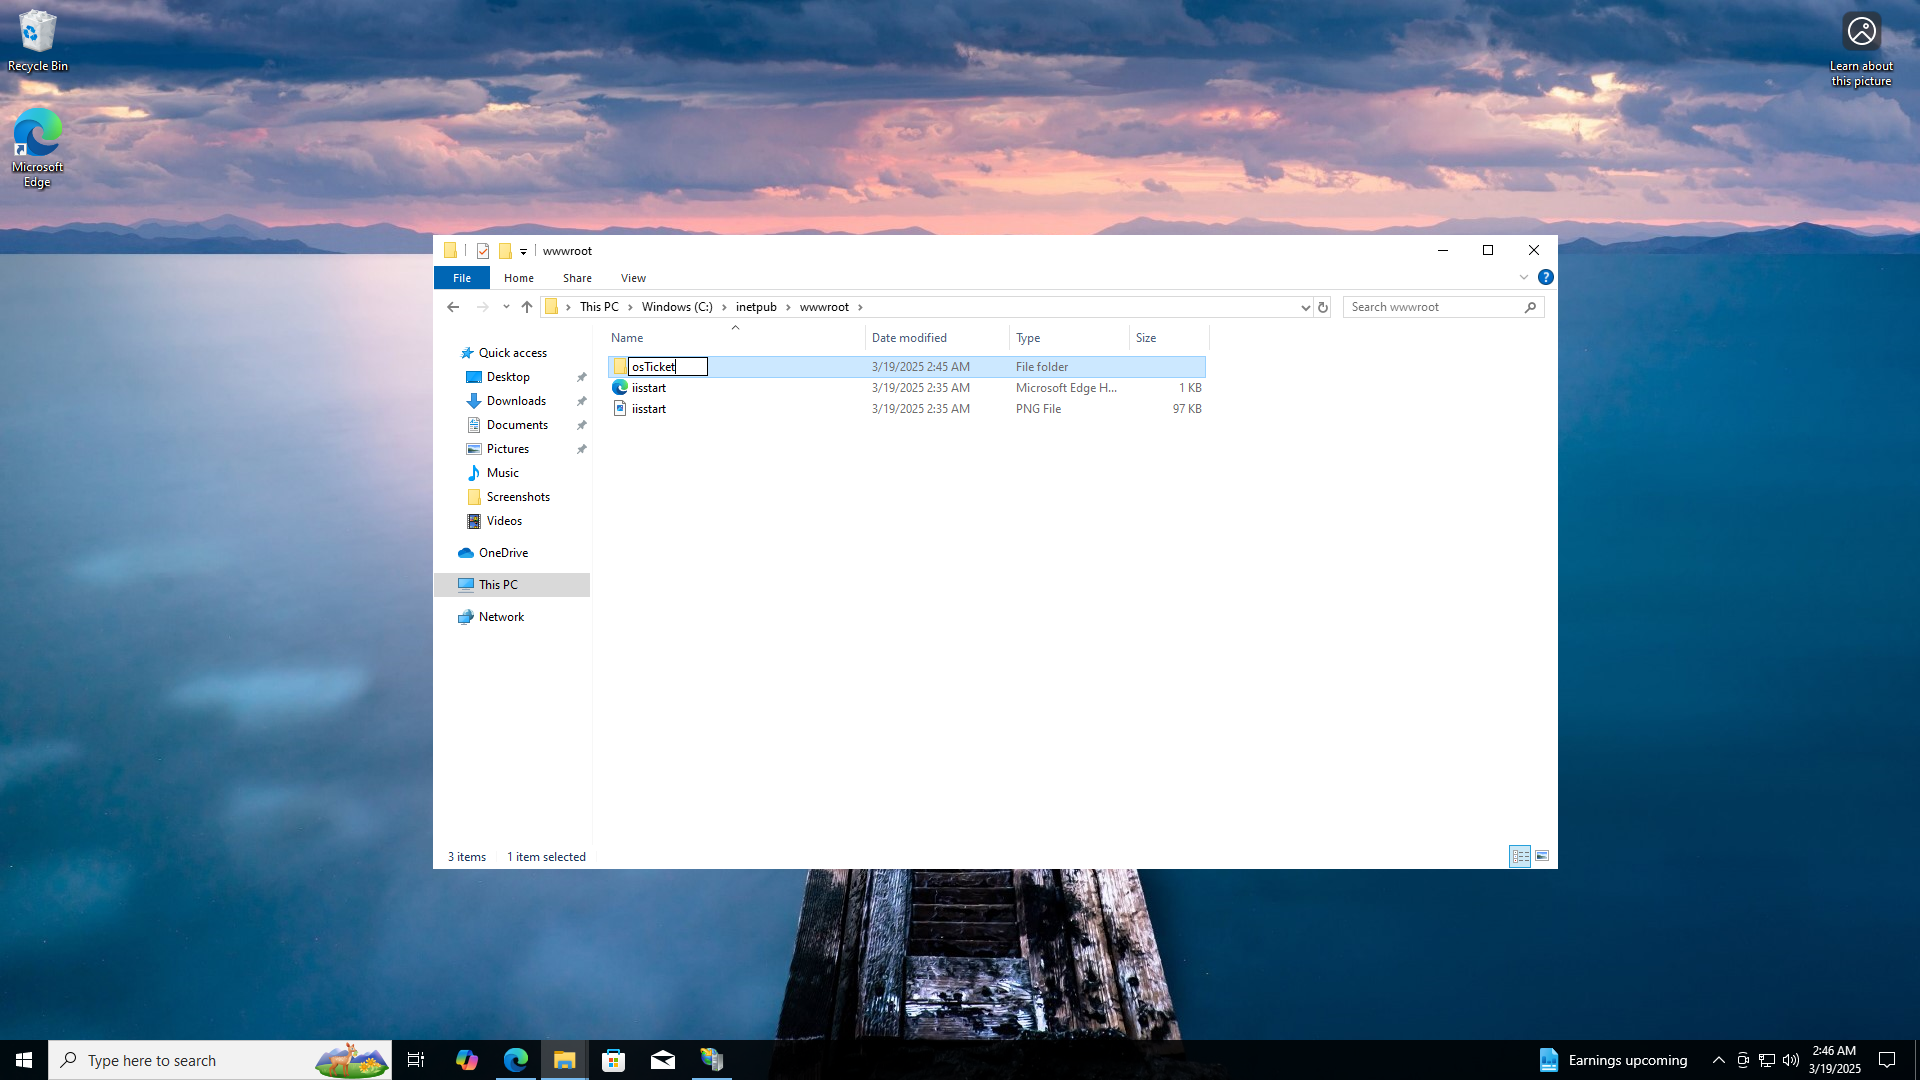 Recycle Bin
Microsoft
Edge
Learn about
this picture
wwwroot
File
Home
Share
View
This PC
Windows (C:)
inetpub
wwwroot
Search wwwroot
Name
Date modified
Type
Size
Quick access
Desktop
Downloads
Documents
Pictures
Music
Screenshots
Videos
OneDrive
This PC
Network
osTicket
3/19/2025 2:45 AM
File folder
iisstart
3/19/2025 2:35 AM
Microsoft Edge H...
1 KB
iisstart
3/19/2025 2:35 AM
PNG File
97 KB
3 items
1 item selected
Type here to search
Earnings upcoming
2:46 AM
3/19/2025